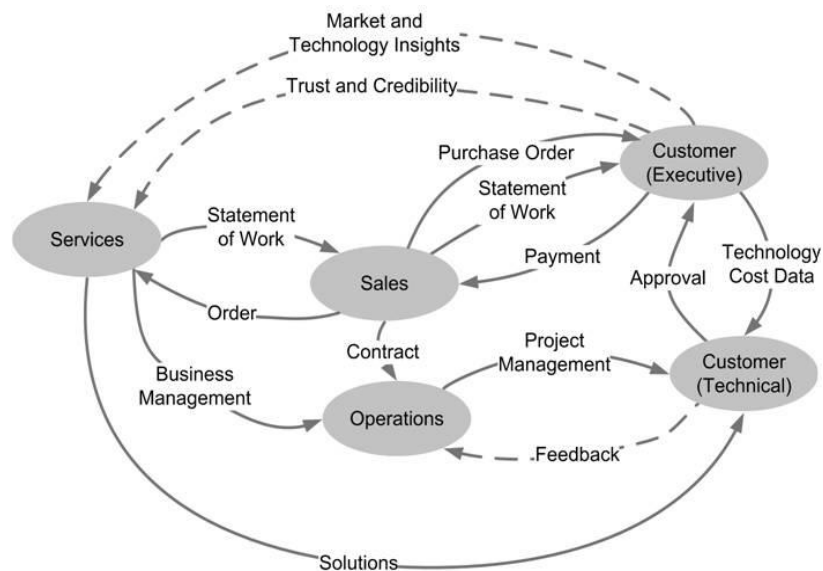 Market and
Technology Insights
Trust and Credibility
Purchase Order
Customer
(Executive)
Statement
of Work
Statement
of Work
Services
Payment
Technology
Cost Data
Approval
Sales
Order
Contract
Project
Management
Customer
(Technical)
Business
Management
Operations
Feedback
Solutions